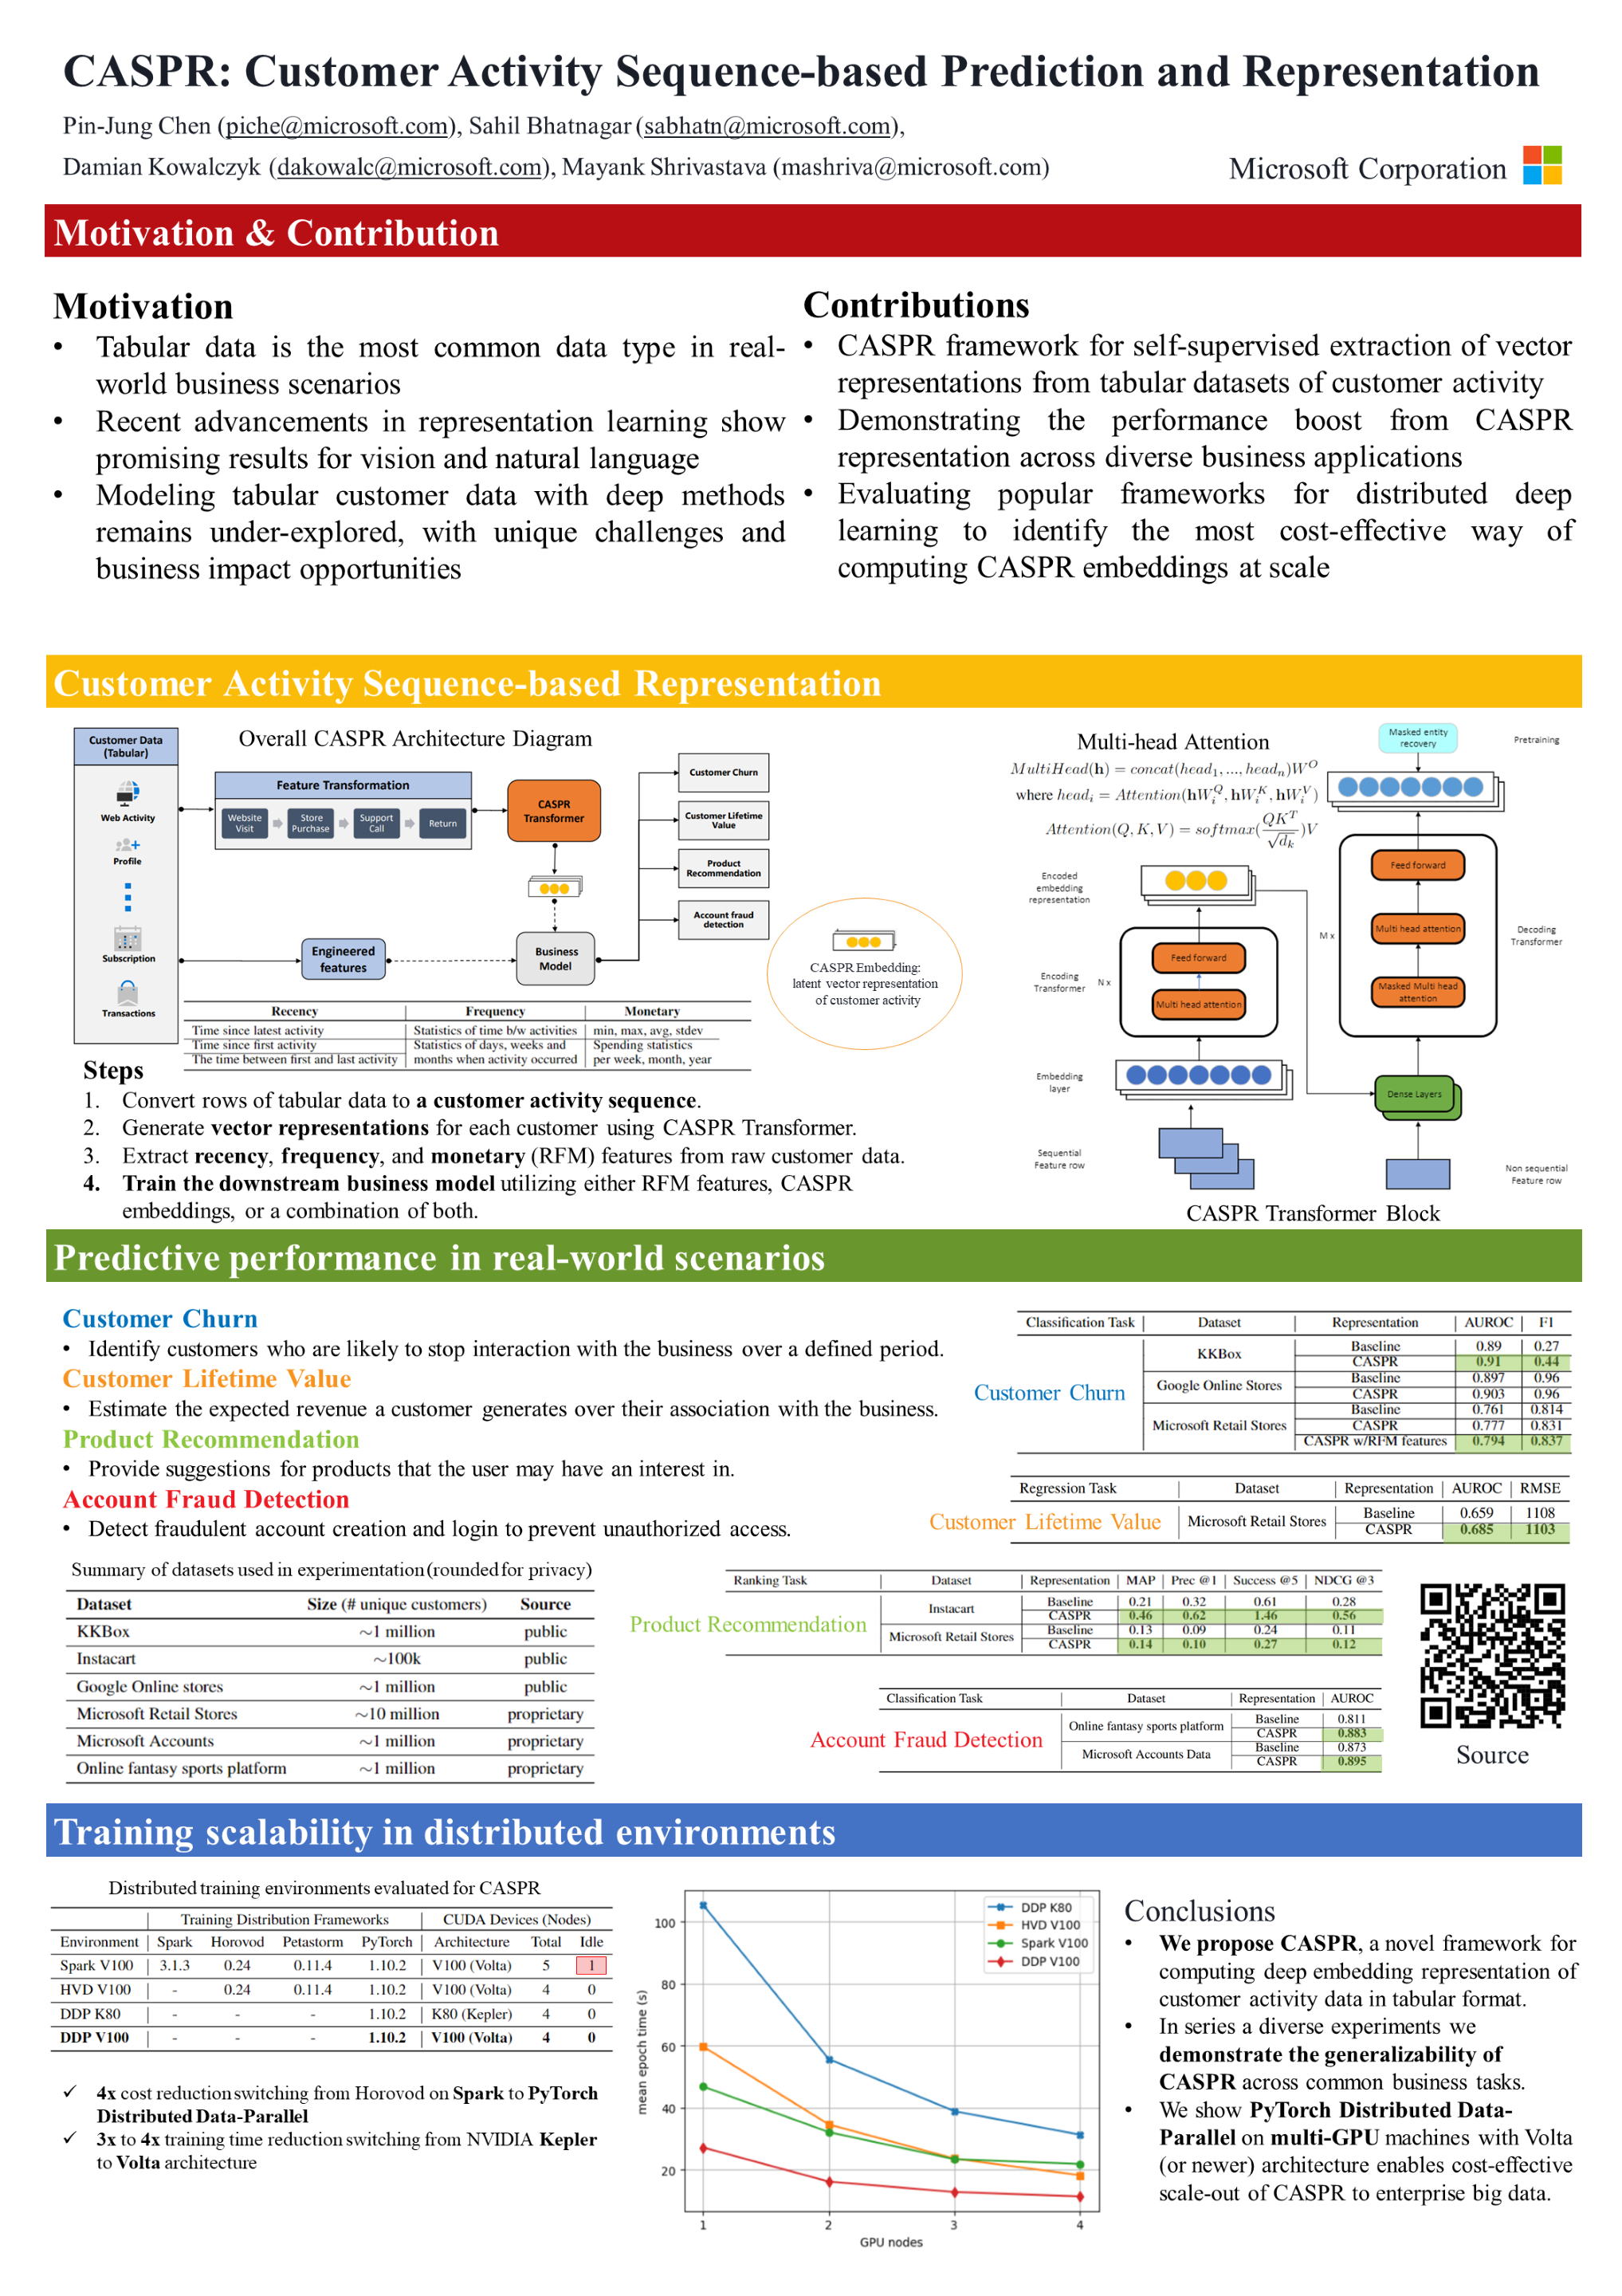 CASPR: Customer Activity Sequence-based Prediction and Representation
Pin-Jung Chen (piche@microsoft.com), Sahil Bhatnagar (sabhatn@microsoft.com),
Damian Kowalczyk (dakowalc@microsoft.com), Mayank Shrivastava (mashriva@microsoft.com)
Microsoft Corporation
Motivation & Contribution
Motivation
• Tabular data is the most common data type in real-
world business scenarios
• Recent advancements in representation learning show
promising results for vision and natural language
• Modeling tabular customer data with deep methods
remains under-explored, with unique challenges and
business impact opportunities
Contributions
• CASPR framework for self-supervised extraction of vector
representations from tabular datasets of customer activity
• Demonstrating the performance boost from CASPR
representation across diverse business applications
• Evaluating popular frameworks for distributed deep
learning to identify the most cost-effective way of
computing CASPR embeddings at scale
Customer Activity Sequence-based Representation
Overall CASPR Architecture Diagram
Customer Data
(Tabular)
Web Activity
Profile
Subscription
Transactions
Feature Transformation
Website
Visit
Store
Purchase
Support
Call
Return
CASPR
Transformer
Engineered
features
Business
Model
Customer Churn
Customer Lifetime
Value
Product
Recommendation
Account fraud
detection
CASPR Embedding:
latent vector representation
of customer activity
Recency Frequency Monetary
Time since latest activity Statistics of time b/w activities min, max, avg, stdev
Time since first activity Statistics of days, weeks and Spending statistics
The time between first and last activity months when activity occurred per week, month, year
Steps
1. Convert rows of tabular data to a customer activity sequence.
2. Generate vector representations for each customer using CASPR Transformer.
3. Extract recency, frequency, and monetary (RFM) features from raw customer data.
4. Train the downstream business model utilizing either RFM features, CASPR
embeddings, or a combination of both.
Multi-head Attention
MultiHead(h) = concat(head₁, ..., headₙ)W^O
where headᵢ = Attention(hWᵢ^Q, hWᵢ^K, hWᵢ^V)
Attention(Q, K, V) = softmax(QK^T/√dₖ)V
Masked entity
recovery
Pretraining
Feed forward
Multi head attention
Masked Multi head
attention
M x
Decoding
Transformer
Encoded
embedding
representation
Feed forward
Multi head attention
Encoding
Transformer
N x
Embedding
layer
Dense Layers
Sequential
Feature row
Non sequential
Feature row
CASPR Transformer Block
Predictive performance in real-world scenarios
Customer Churn
• Identify customers who are likely to stop interaction with the business over a defined period.
Customer Lifetime Value
• Estimate the expected revenue a customer generates over their association with the business.
Product Recommendation
• Provide suggestions for products that the user may have an interest in.
Account Fraud Detection
• Detect fraudulent account creation and login to prevent unauthorized access.
Summary of datasets used in experimentation (rounded for privacy)
Dataset Size (# unique customers) Source
KKBox ~1 million public
Instacart ~100k public
Google Online stores ~1 million public
Microsoft Retail Stores ~10 million proprietary
Microsoft Accounts ~1 million proprietary
Online fantasy sports platform ~1 million proprietary
Classification Task Dataset Representation AUROC F1
Customer Churn
KKBox
Baseline 0.89 0.27
CASPR 0.91 0.44
Google Online Stores
Baseline 0.897 0.96
CASPR 0.903 0.96
Microsoft Retail Stores
Baseline 0.761 0.814
CASPR 0.777 0.831
CASPR w/RFM features 0.794 0.837
Regression Task Dataset Representation AUROC RMSE
Customer Lifetime Value
Microsoft Retail Stores
Baseline 0.659 1108
CASPR 0.685 1103
Ranking Task Dataset Representation MAP Prec @1 Success @5 NDCG @3
Product Recommendation
Instacart
Baseline 0.21 0.32 0.61 0.28
CASPR 0.46 0.62 1.46 0.56
Microsoft Retail Stores
Baseline 0.13 0.09 0.24 0.11
CASPR 0.14 0.10 0.27 0.12
Classification Task Dataset Representation AUROC
Account Fraud Detection
Online fantasy sports platform
Baseline 0.811
CASPR 0.883
Microsoft Accounts Data
Baseline 0.873
CASPR 0.895
Source
Training scalability in distributed environments
Distributed training environments evaluated for CASPR
Training Distribution Frameworks CUDA Devices (Nodes)
Environment Spark Horovod Petastorm PyTorch Architecture Total Idle
Spark V100 3.1.3 0.24 0.11.4 1.10.2 V100 (Volta) 5 1
HVD V100 - 0.24 0.11.4 1.10.2 V100 (Volta) 4 0
DDP K80 - - - 1.10.2 K80 (Kepler) 4 0
DDP V100 - - - 1.10.2 V100 (Volta) 4 0
✓ 4x cost reduction switching from Horovod on Spark to PyTorch
Distributed Data-Parallel
✓ 3x to 4x training time reduction switching from NVIDIA Kepler
to Volta architecture
mean epoch time (s)
100
80
60
40
20
1 2 3 4
GPU nodes
DDP K80
HVD V100
Spark V100
DDP V100
Conclusions
• We propose CASPR, a novel framework for
computing deep embedding representation of
customer activity data in tabular format.
• In series a diverse experiments we
demonstrate the generalizability of
CASPR across common business tasks.
• We show PyTorch Distributed Data-
Parallel on multi-GPU machines with Volta
(or newer) architecture enables cost-effective
scale-out of CASPR to enterprise big data.